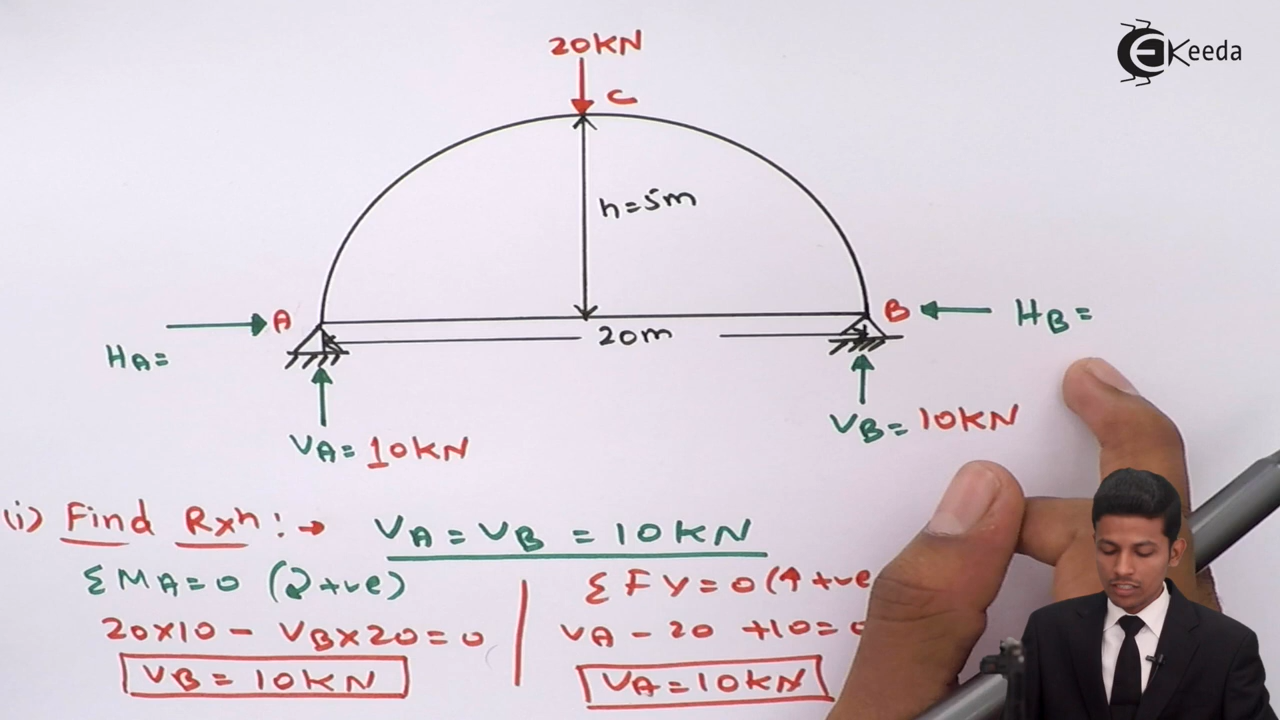 20KN
EKeeda
C
h=5m
HA=
A
B
HB=
20m
VA=10KN
VB=10KN
(i) Find Rxn:→ VA=VB=10KN
ΣMA=0 (↻+ve)
ΣFY=0(↑+ve
20×10-VB×20=0
VA-20+10=0
VB=10KN
VA=10KN